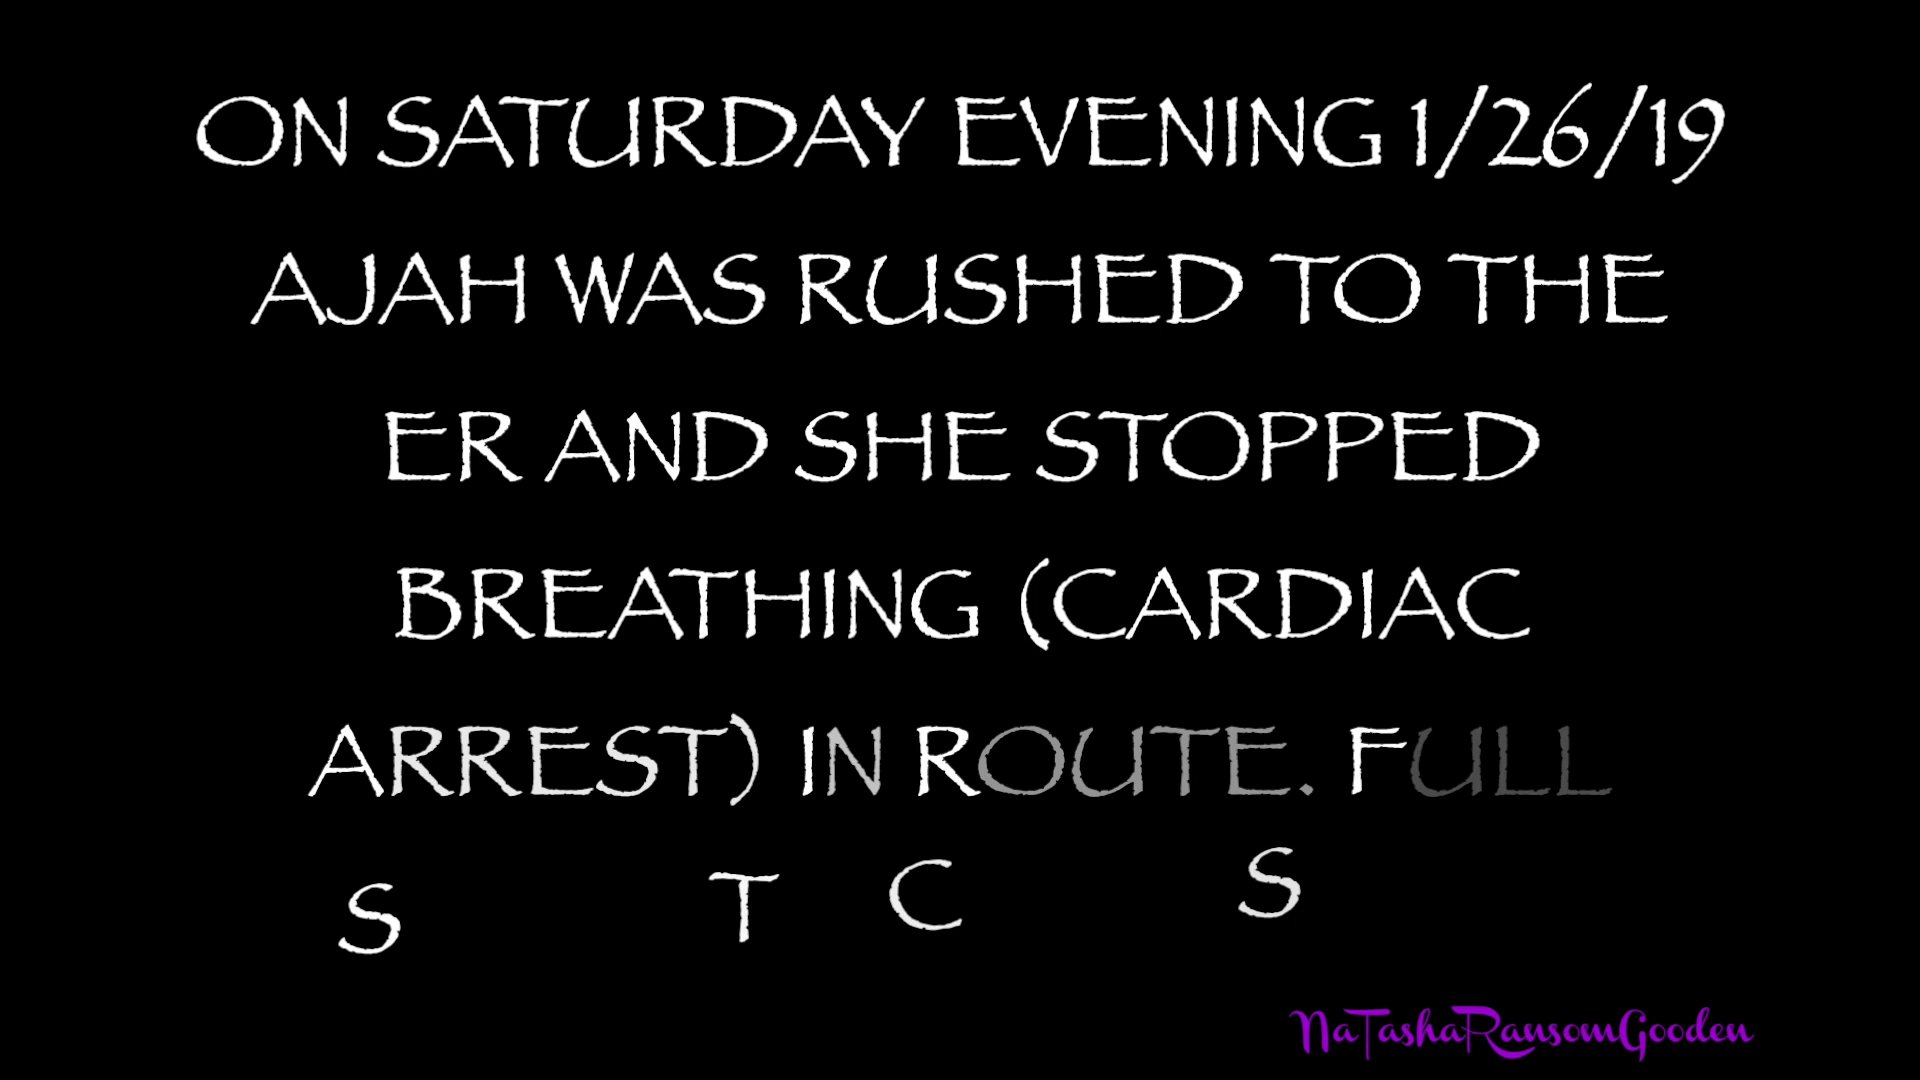 ON SATURDAY EVENING 1/26/19
AJAH WAS RUSHED TO THE
ER AND SHE STOPPED
BREATHING (CARDIAC
ARREST) IN ROUTE. FULL
S T C S
NaTashaRansomGooden